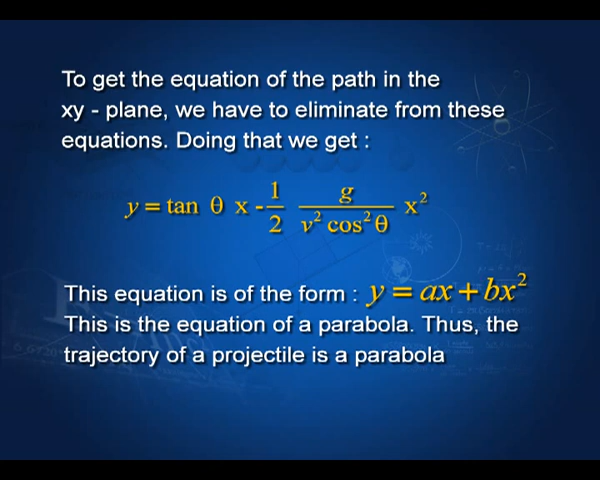 To get the equation of the path in the
xy - plane, we have to eliminate from these
equations. Doing that we get :
y = tan θ x - 1/2 g/(v² cos² θ) x²
This equation is of the form : y = ax + bx²
This is the equation of a parabola. Thus, the
trajectory of a projectile is a parabola